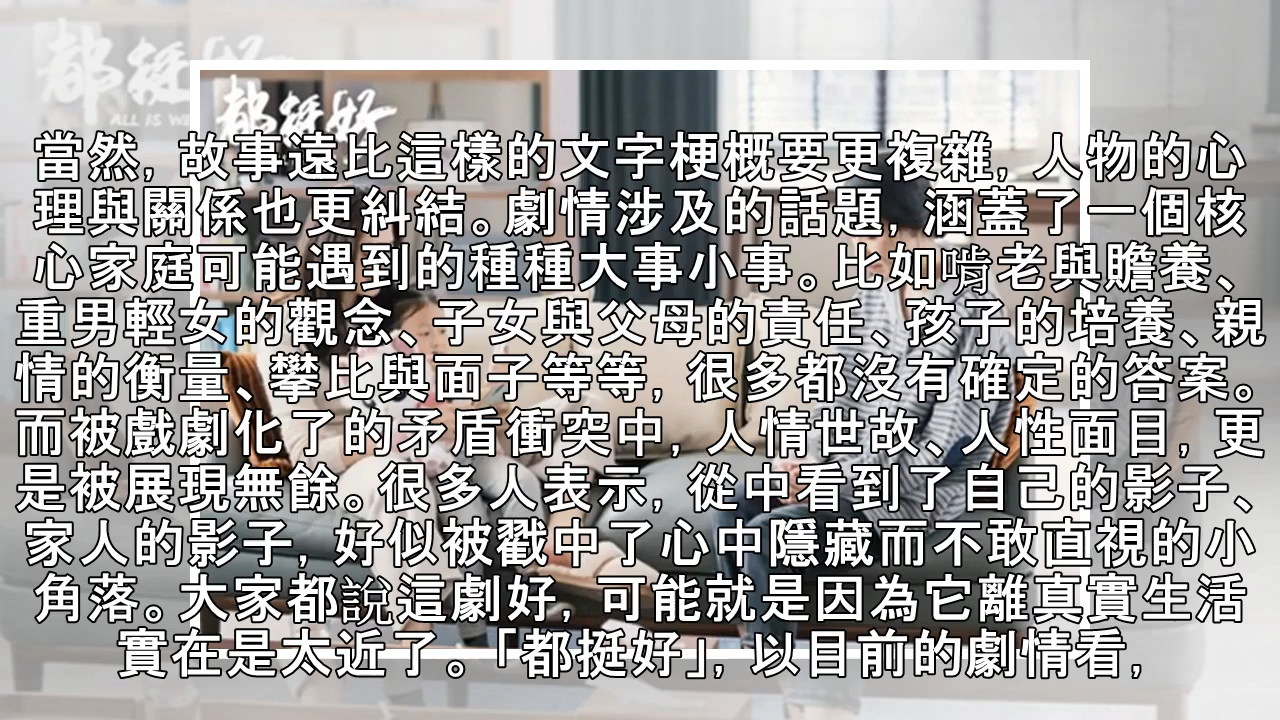 都挺好
ALL IS WE
都挺好
當然, 故事遠比這樣的文字梗概要更複雜, 人物的心
理與關係也更糾結。劇情涉及的話題, 涵蓋了一個核
心家庭可能遇到的種種大事小事。比如啃老與贍養、
重男輕女的觀念、子女與父母的責任、孩子的培養、親
情的衡量、攀比與面子等等, 很多都沒有確定的答案。
而被戲劇化了的矛盾衝突中, 人情世故、人性面目, 更
是被展現無餘。很多人表示, 從中看到了自己的影子、
家人的影子, 好似被戳中了心中隱藏而不敢直視的小
角落。大家都說這劇好, 可能就是因為它離真實生活
實在是太近了。「都挺好」, 以目前的劇情看,